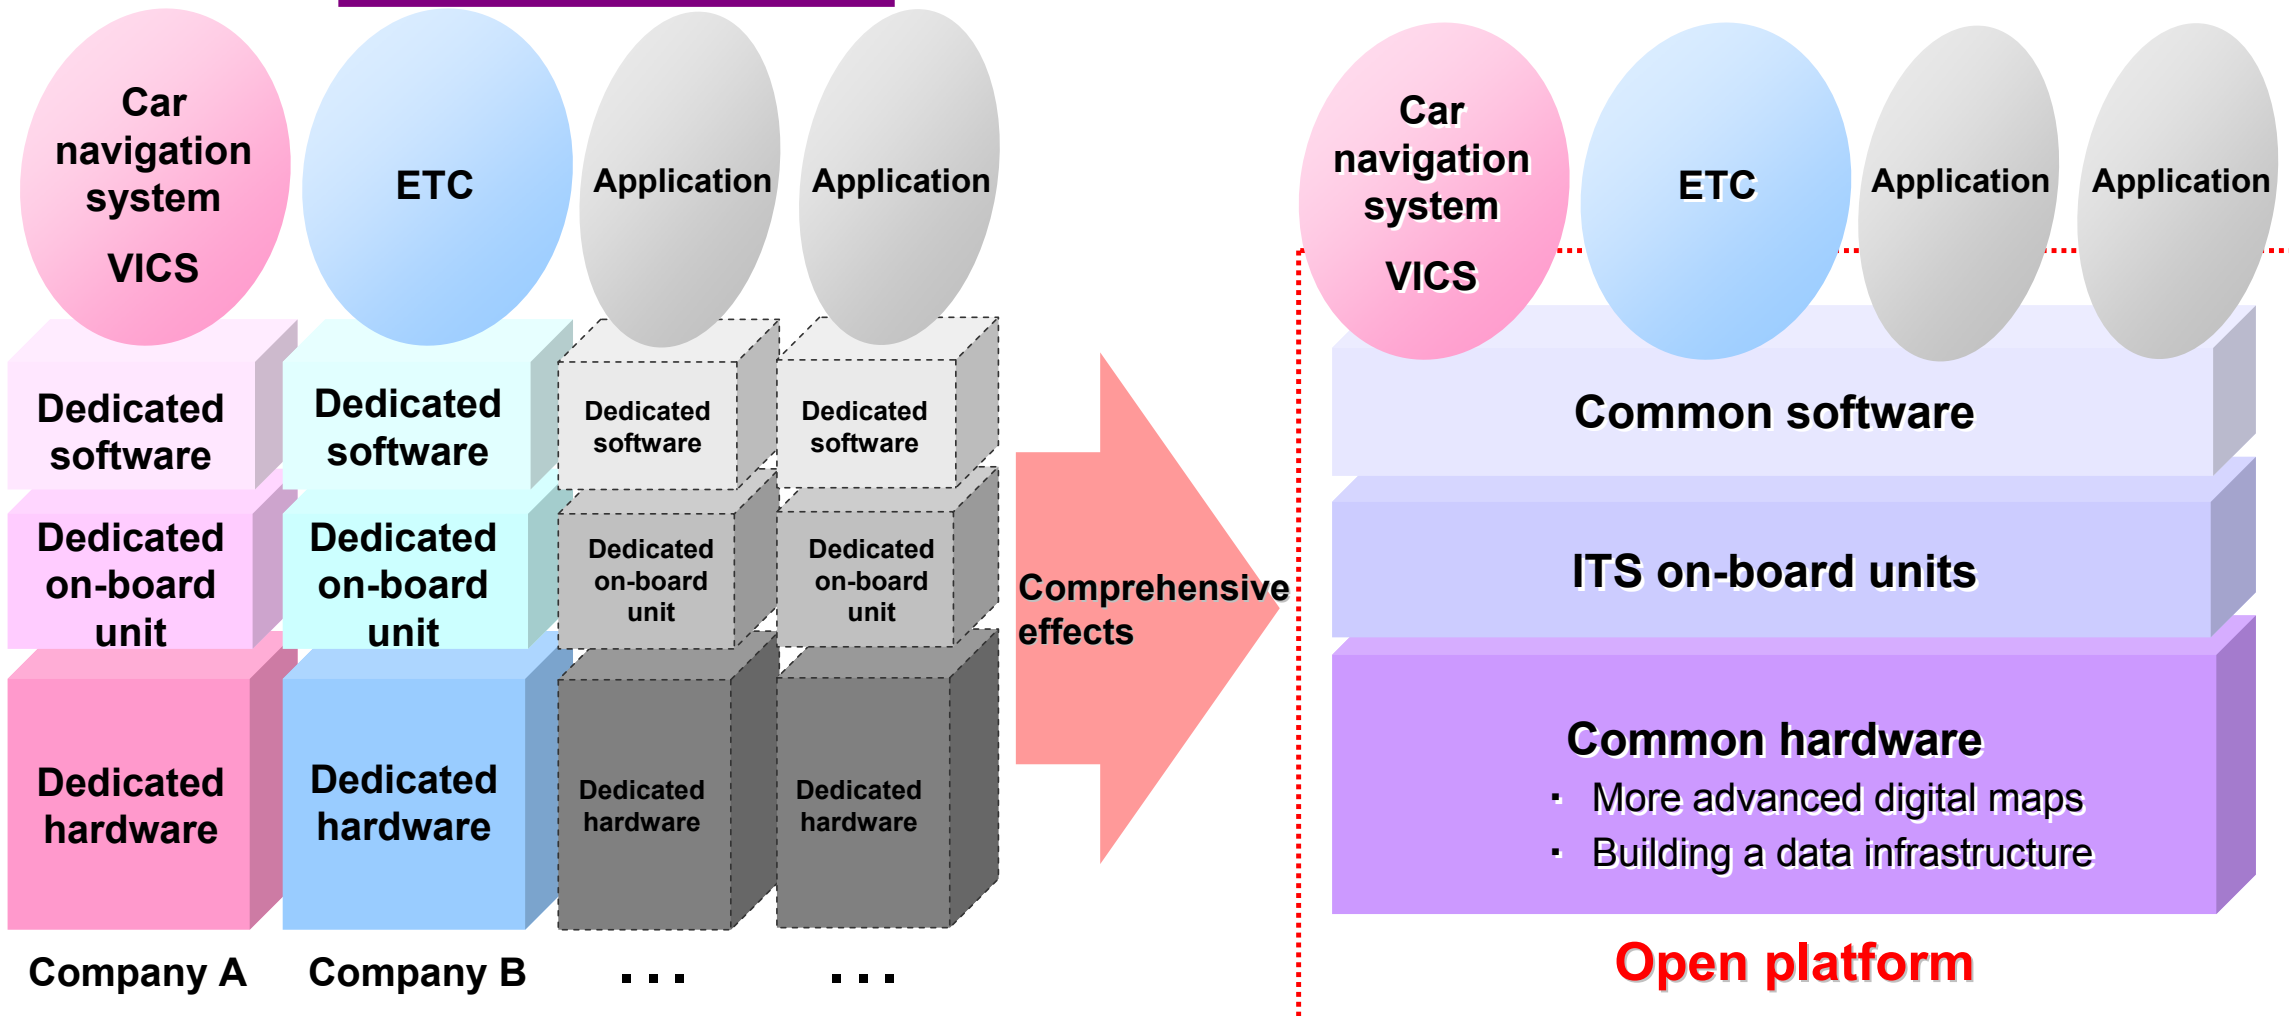 Car
navigation
system
VICS
ETC
Application
Application
Dedicated
software
Dedicated
software
Dedicated
software
Dedicated
software
Dedicated
on-board
unit
Dedicated
on-board
unit
Dedicated
on-board
unit
Dedicated
on-board
unit
Dedicated
hardware
Dedicated
hardware
Dedicated
hardware
Dedicated
hardware
Company A
Company B
...
...
Comprehensive
effects
Car
navigation
system
VICS
ETC
Application
Application
Common software
ITS on-board units
Common hardware
· More advanced digital maps
· Building a data infrastructure
Open platform